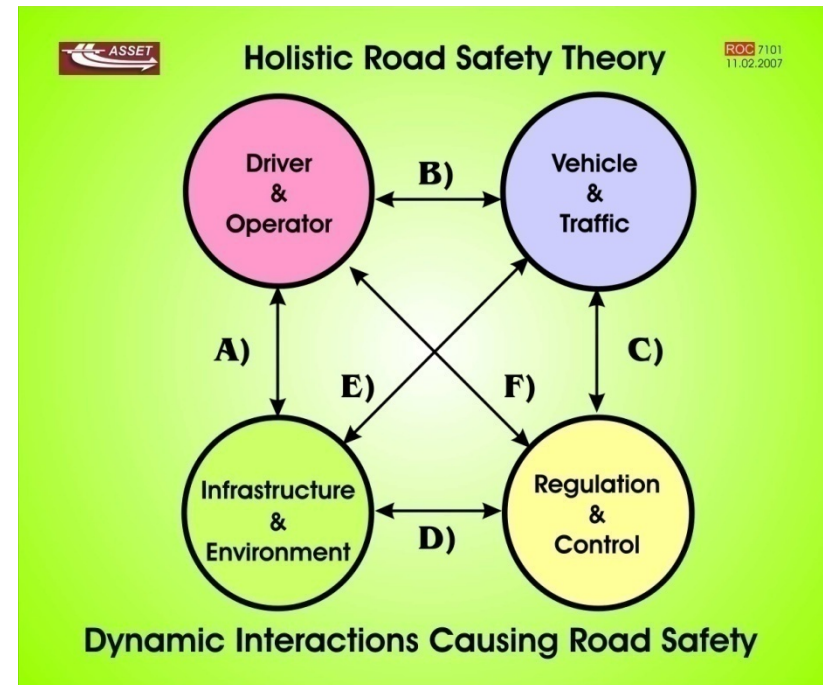 ASSET
Holistic Road Safety Theory
ROC 7101
11.02.2007
Driver
&
Operator
B)
Vehicle
&
Traffic
A)
E)
F)
C)
Infrastructure
&
Environment
D)
Regulation
&
Control
Dynamic Interactions Causing Road Safety